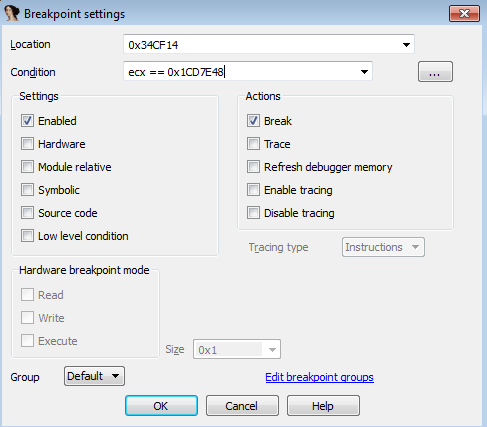 Breakpoint settings
Location 0x34CF14
Condition ecx == 0x1CD7E48 ...
Settings
Enabled
Hardware
Module relative
Symbolic
Source code
Low level condition
Actions
Break
Trace
Refresh debugger memory
Enable tracing
Disable tracing
Tracing type Instructions
Hardware breakpoint mode
Read
Write
Execute
Size 0x1
Group Default Edit breakpoint groups
OK Cancel Help